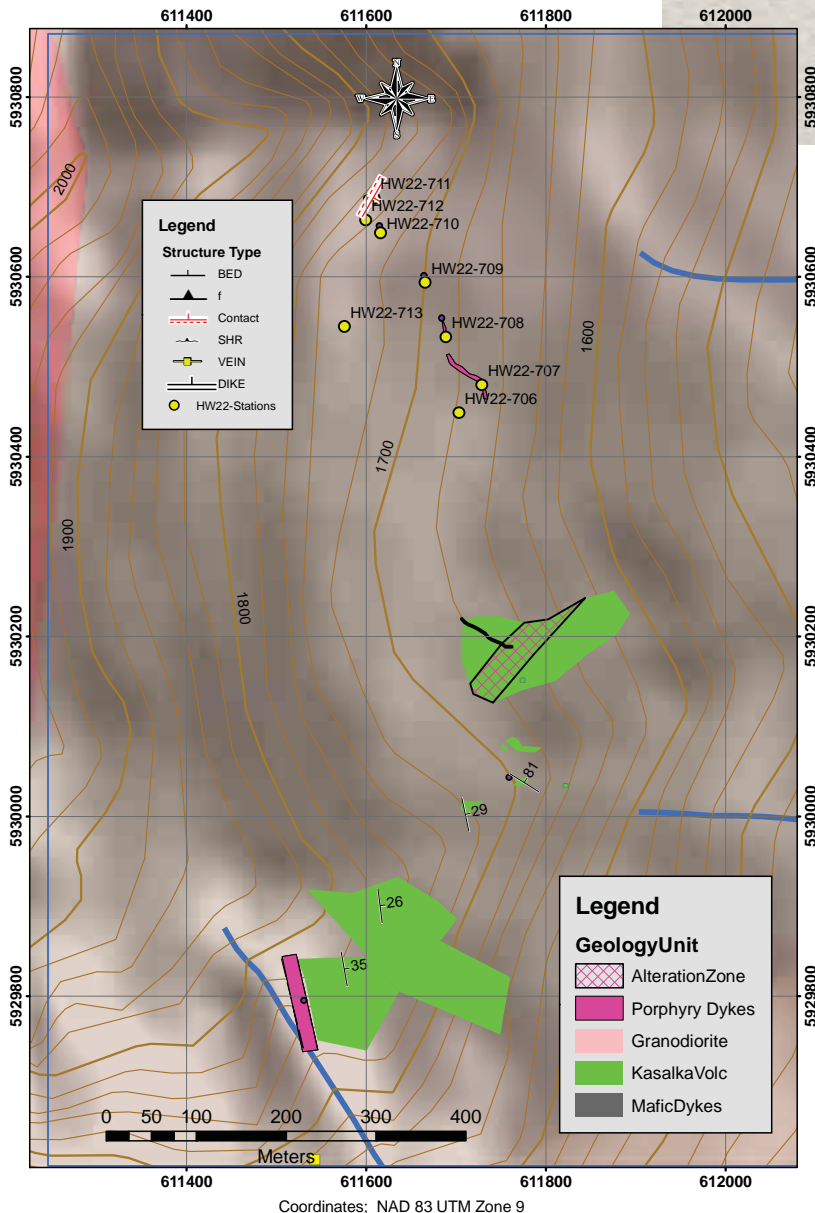 611400 611600 611800 612000
5930800 5930800
N
W E
S
2000
HW22-711
HW22-712
HW22-710
Legend
Structure Type
BED
f
Contact
SHR
VEIN
DIKE
HW22-Stations
5930600 5930600
HW22-709
HW22-713
HW22-708
1600
HW22-707
HW22-706
5930400 5930400
1700
1900
1800
5930200 5930200
81
5930000 5930000
29
26
35
5929800 5929800
Legend
GeologyUnit
AlterationZone
Porphyry Dykes
Granodiorite
KasalkaVolc
MaficDykes
0 50 100 200 300 400
Meters
611400 611600 611800 612000
Coordinates: NAD 83 UTM Zone 9